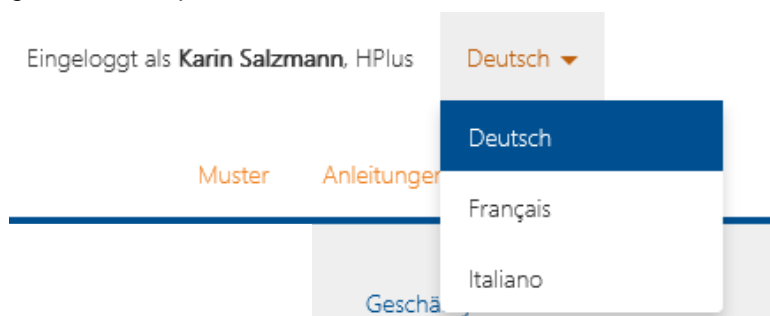 Eingeloggt als Karin Salzmann, HPlus
Deutsch
Deutsch
Muster
Français
Italiano